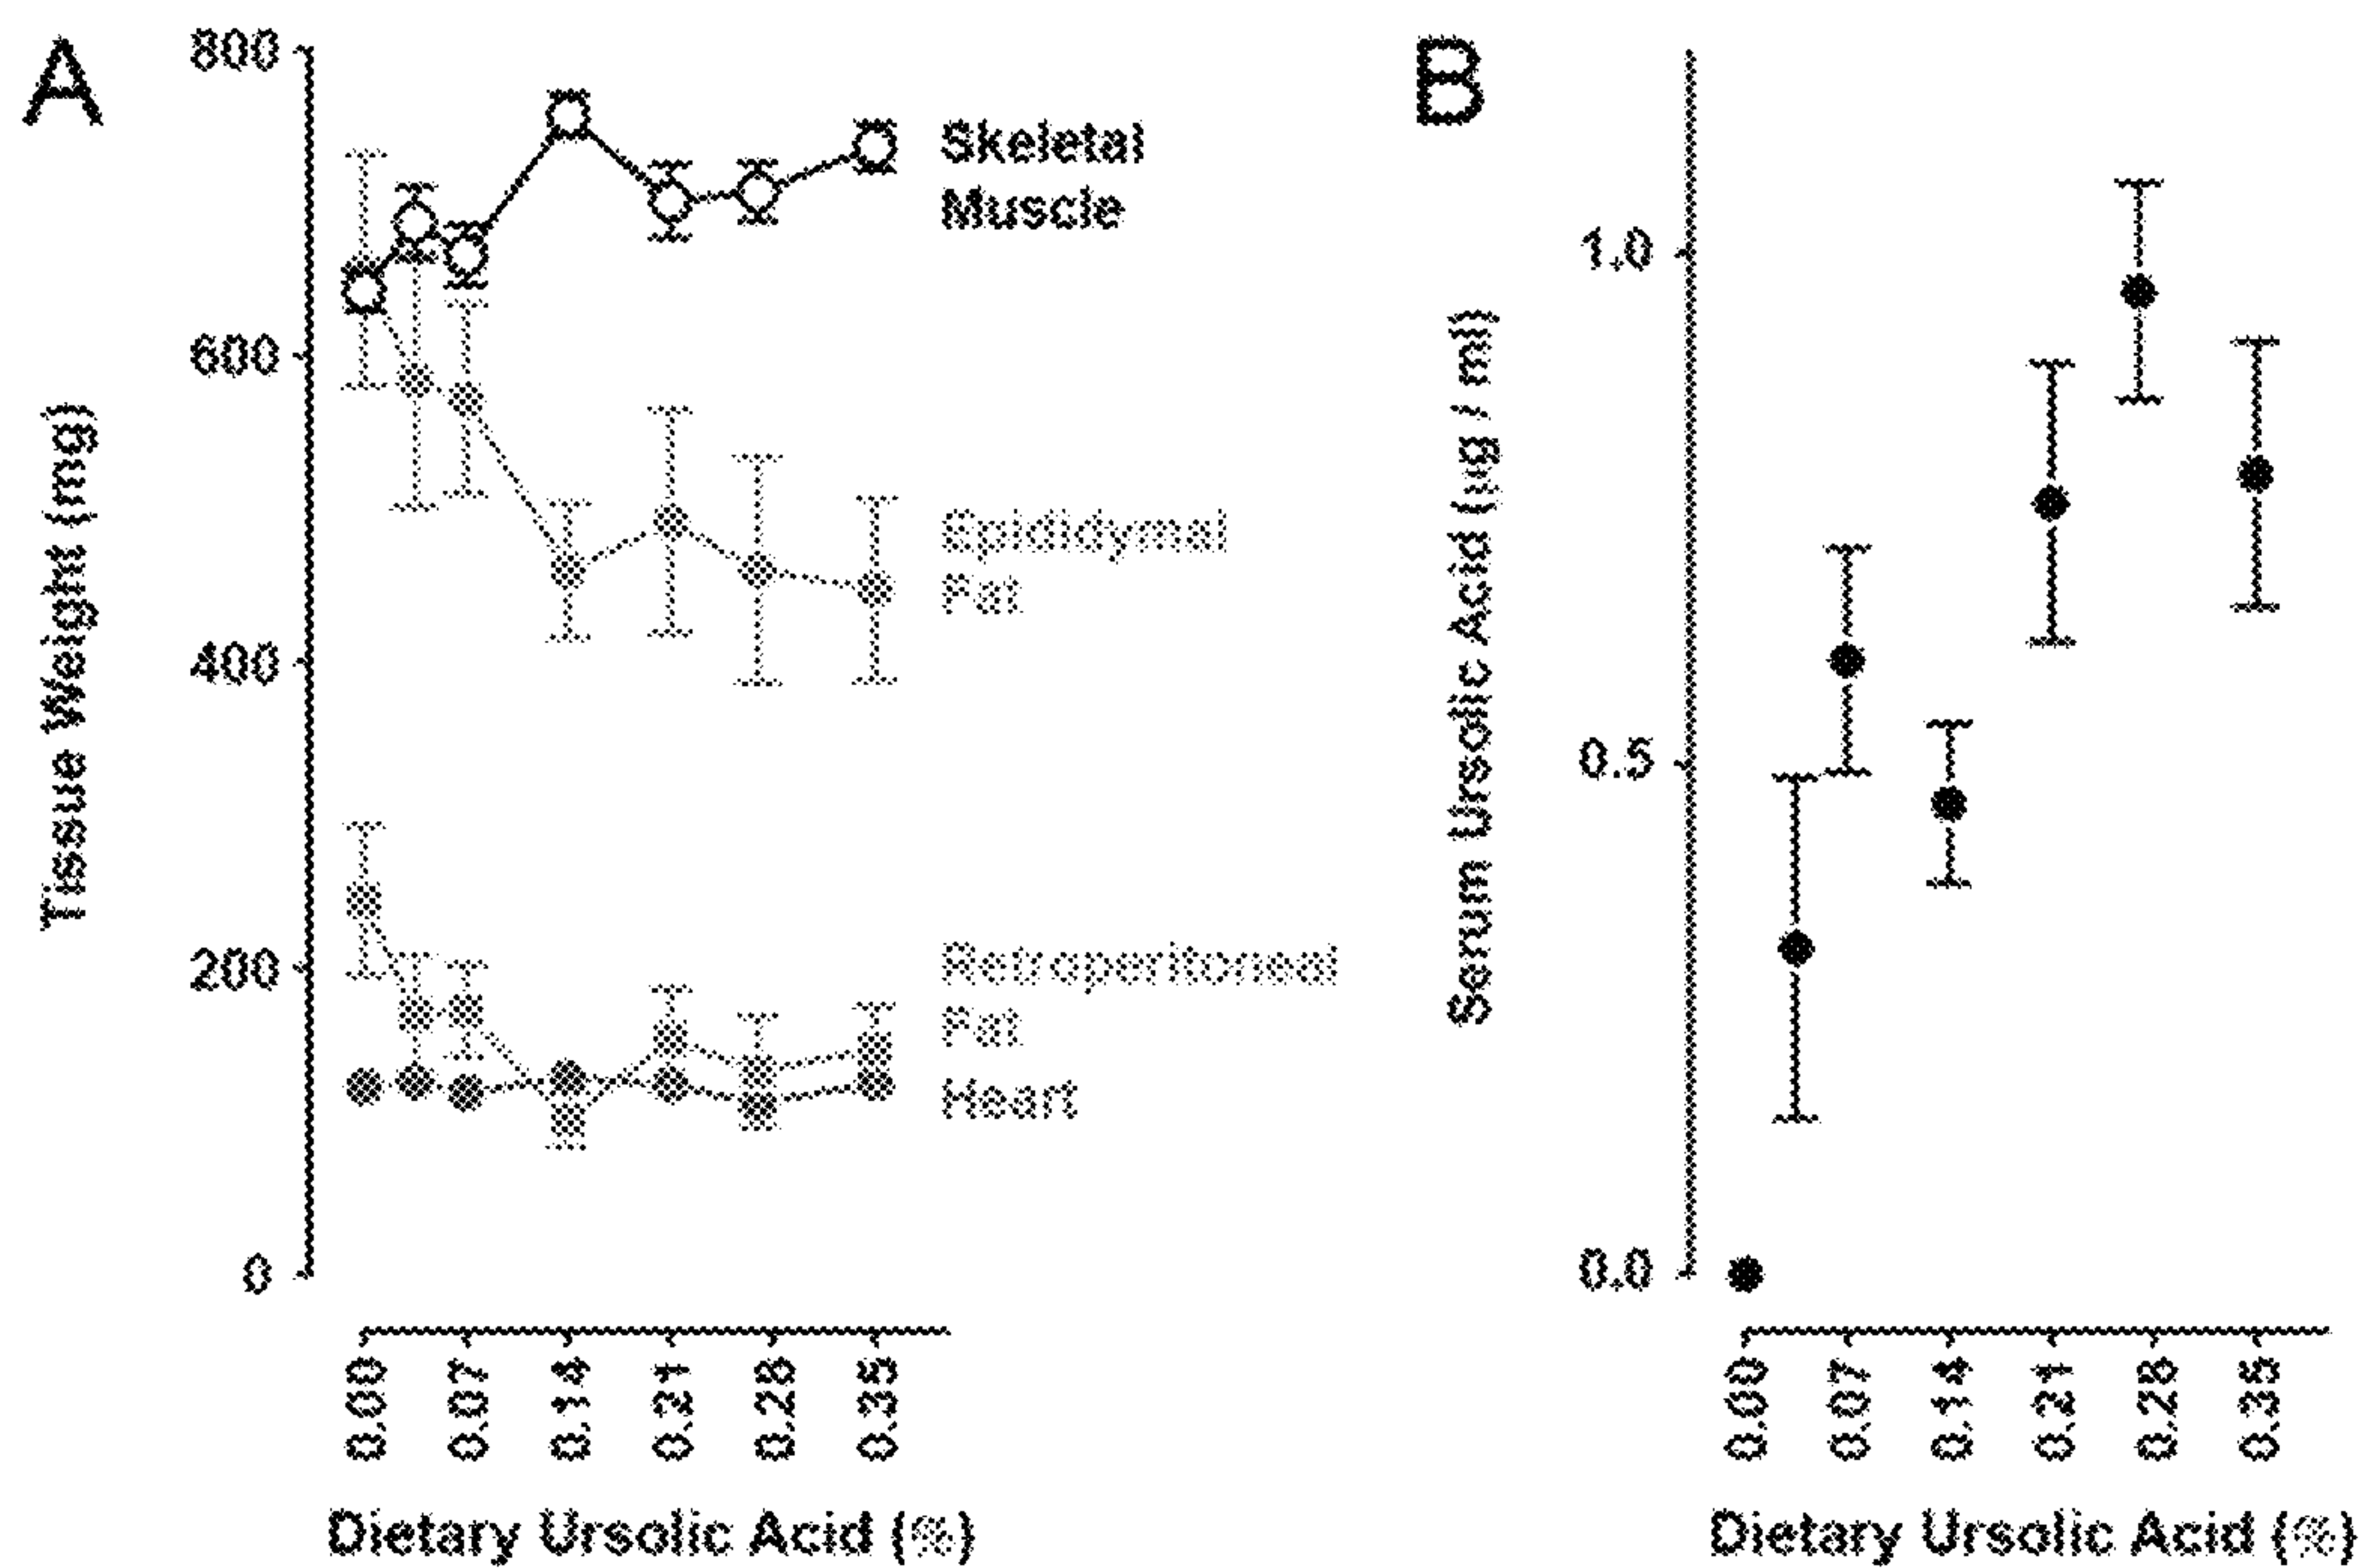 A
800
600
400
200
0
Tissue Weight (mg)
Skeletal
Muscle
Epididymal
Fat
Retroperitoneal
Fat
Heart
0.00
0.07
0.14
0.21
0.28
0.35
Dietary Ursolic Acid (%)
B
1.0
0.5
0.0
Serum Ursolic Acid (µg / ml)
0.00
0.07
0.14
0.21
0.28
0.35
Dietary Ursolic Acid (%)